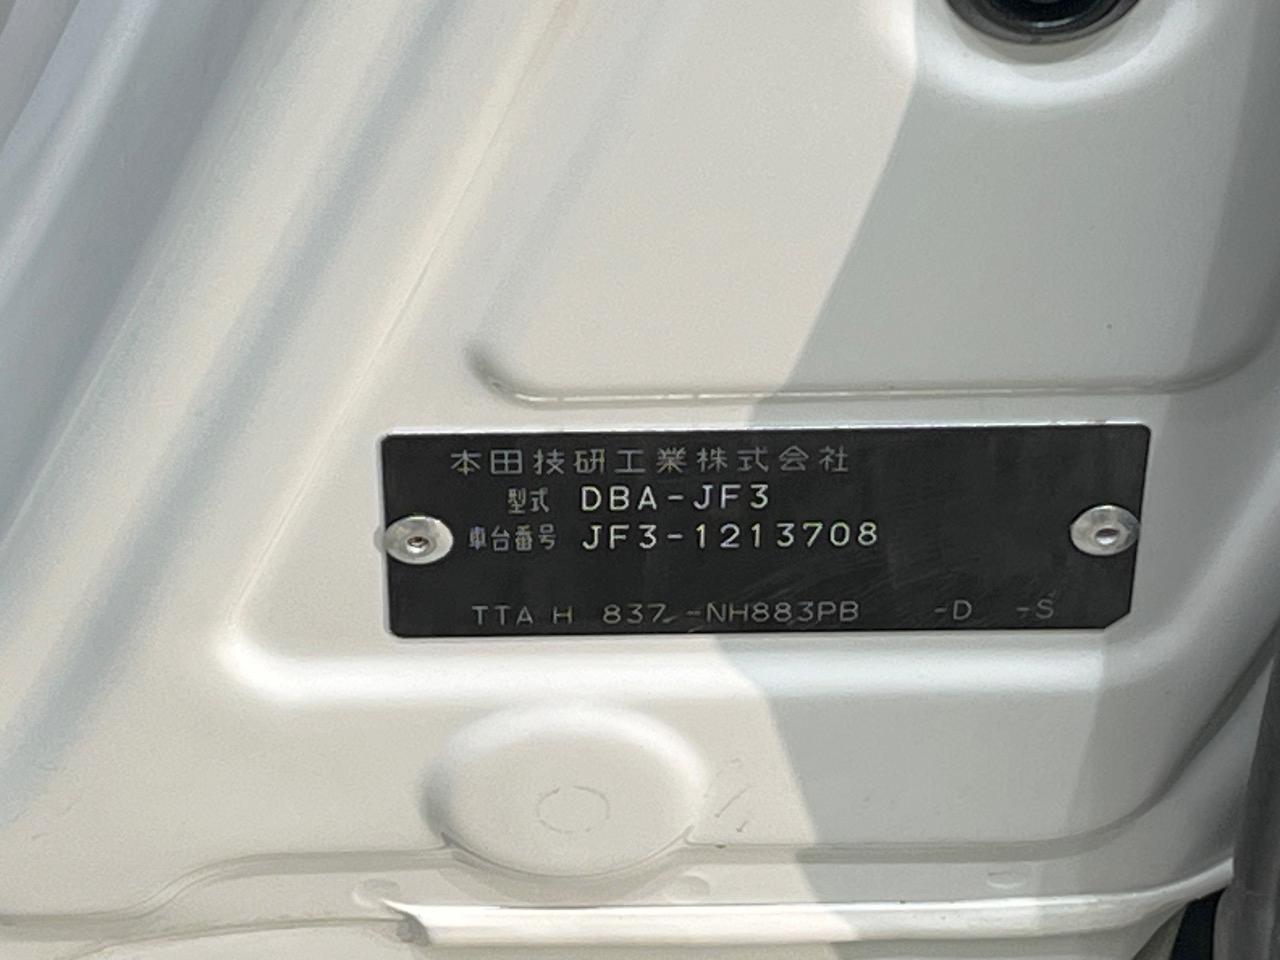 本田技研工業株式会社
型式 DBA-JF3
車台番号 JF3-1213708
TTA H 837 -NH883PB -D -S